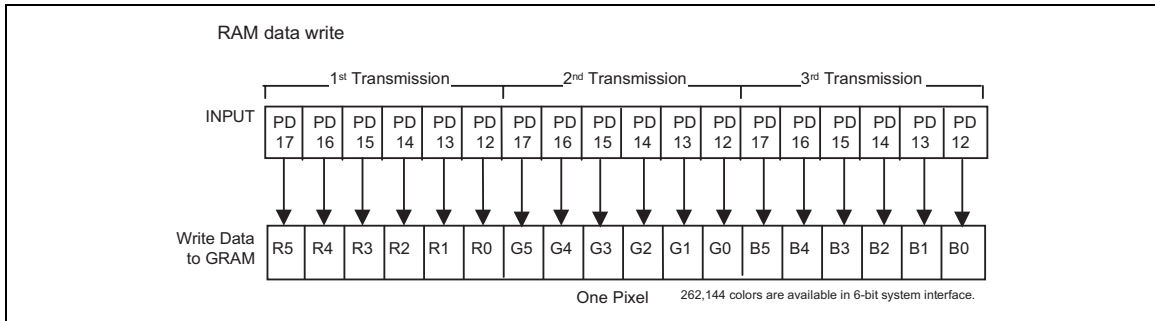 RAM data write
1st Transmission 2nd Transmission 3rd Transmission
INPUT PD PD PD PD PD PD PD PD PD PD PD PD PD PD PD PD PD PD
17 16 15 14 13 12 17 16 15 14 13 12 17 16 15 14 13 12
Write Data
to GRAM
R5 R4 R3 R2 R1 R0 G5 G4 G3 G2 G1 G0 B5 B4 B3 B2 B1 B0
One Pixel 262,144 colors are available in 6-bit system interface.